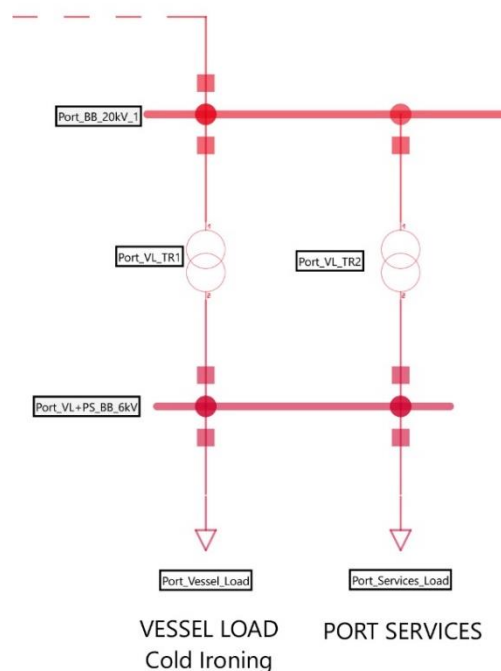 Port_BB_20kV_1
Port_VL_TR1
Port_VL_TR2
Port_VL+PS_BB_6kV
Port_Vessel_Load
Port_Services_Load
VESSEL LOAD
Cold Ironing
PORT SERVICES